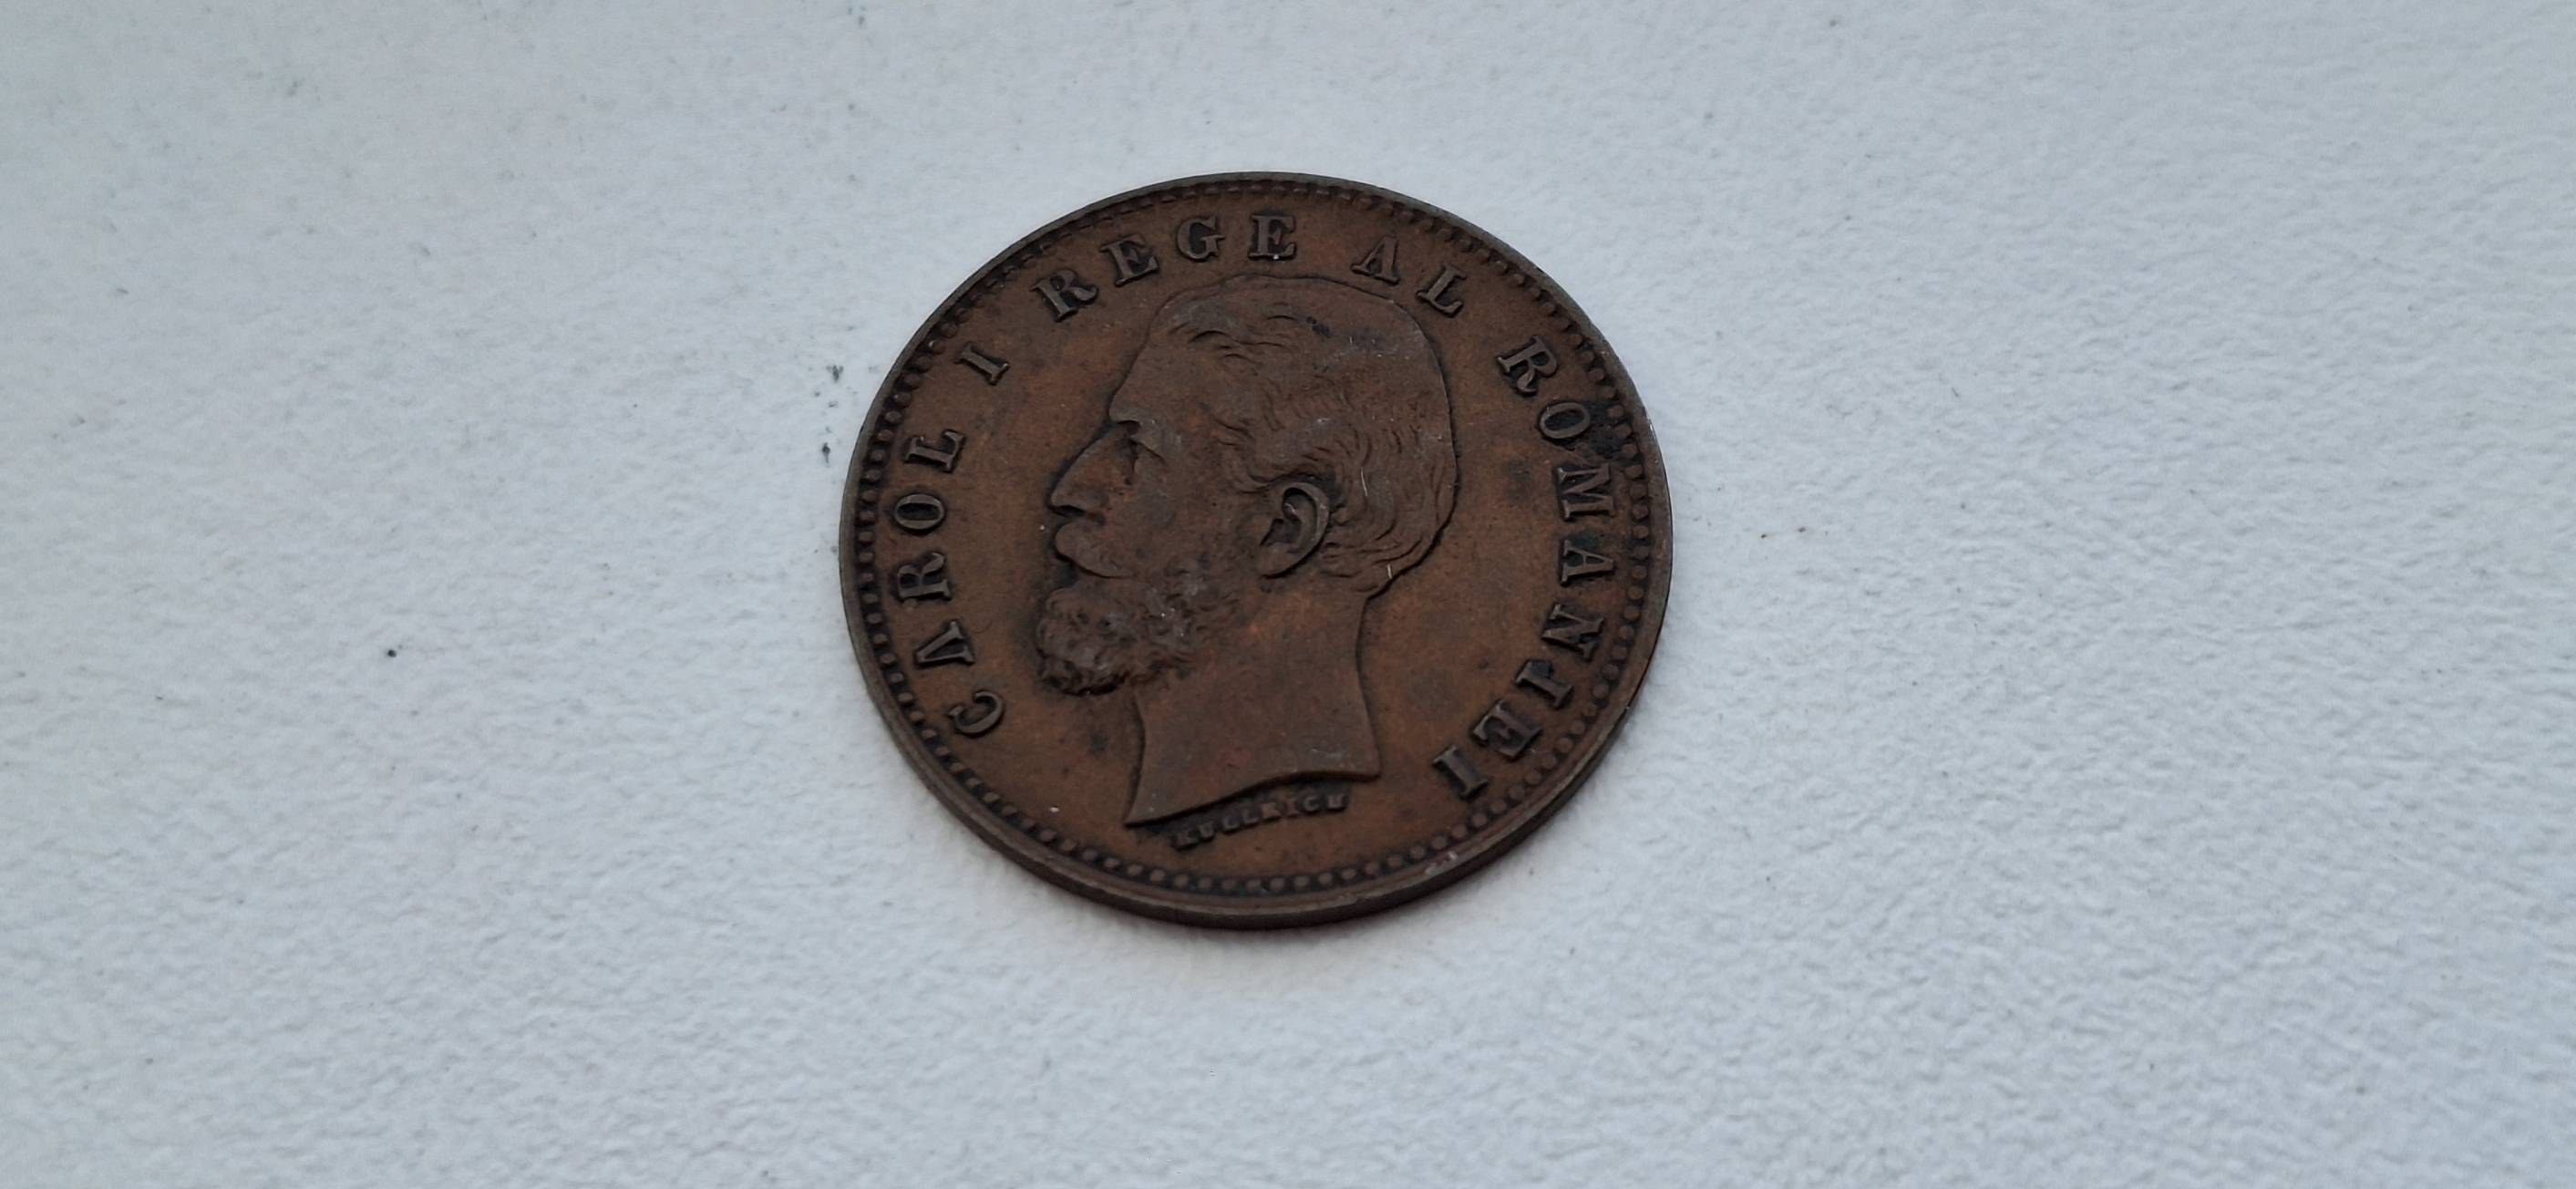 CAROL I REGE AL ROMANIEI
KULLRICH